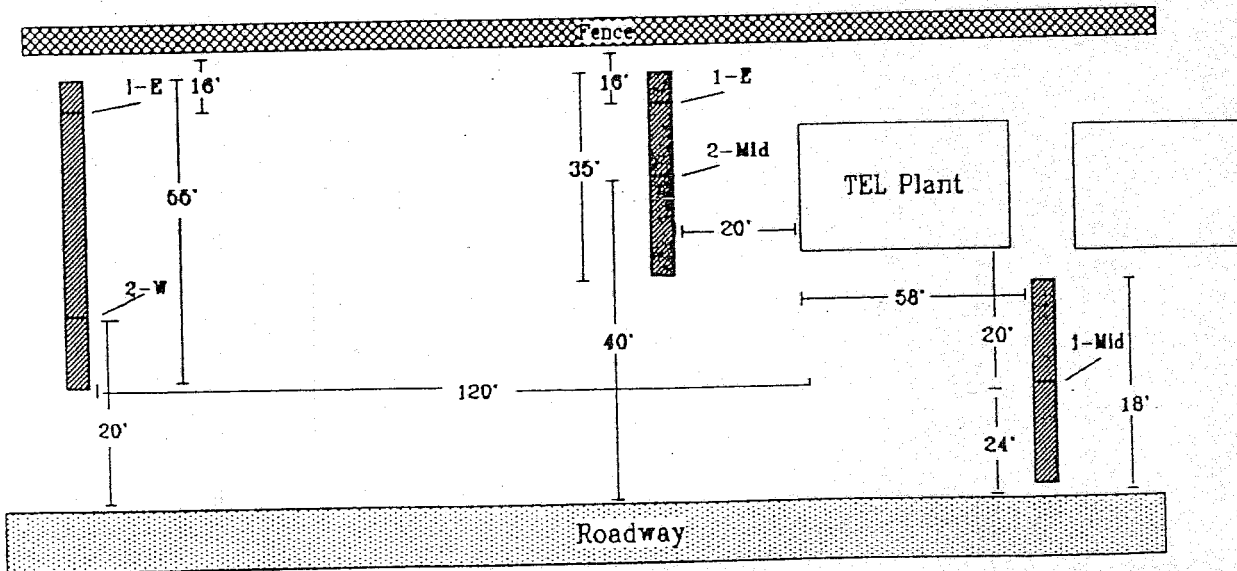 Fence
1-E
16'
16'
1-E
2-Mid
35'
55'
TEL Plant
20'
2-W
58'
40'
20'
1-Mid
120'
18'
20'
24'
Roadway